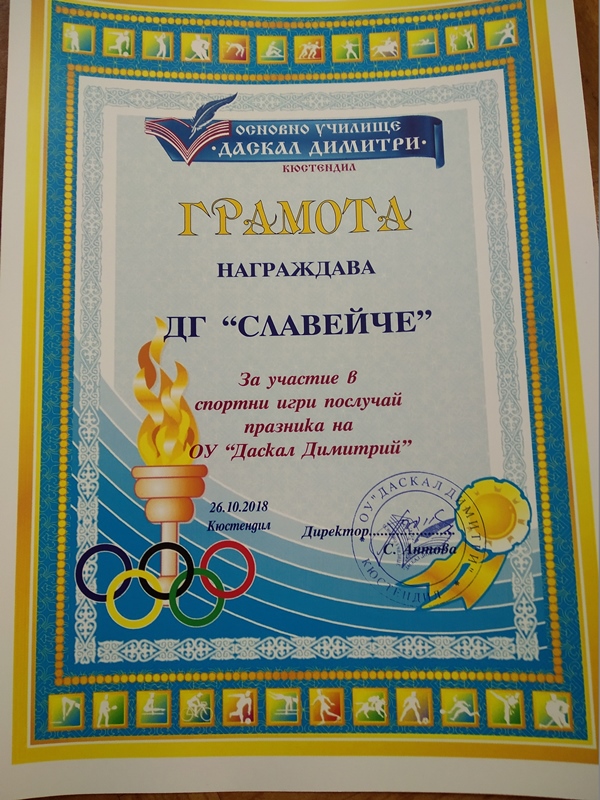 ОСНОВНО УЧИЛИЩЕ
·ДАСКАЛ ДИМИТРИ·
КЮСТЕНДИЛ
ГРАМОТА
НАГРАЖДАВА
ДГ “СЛАВЕЙЧЕ”
За участие в
спортни игри послучай
празника на
ОУ “Даскал Димитрий”
26.10.2018
Кюстендил
Директор........................
С. Антова
ОУ "ДАСКАЛ ДИМИТРИ"
КЮСТЕНДИЛ